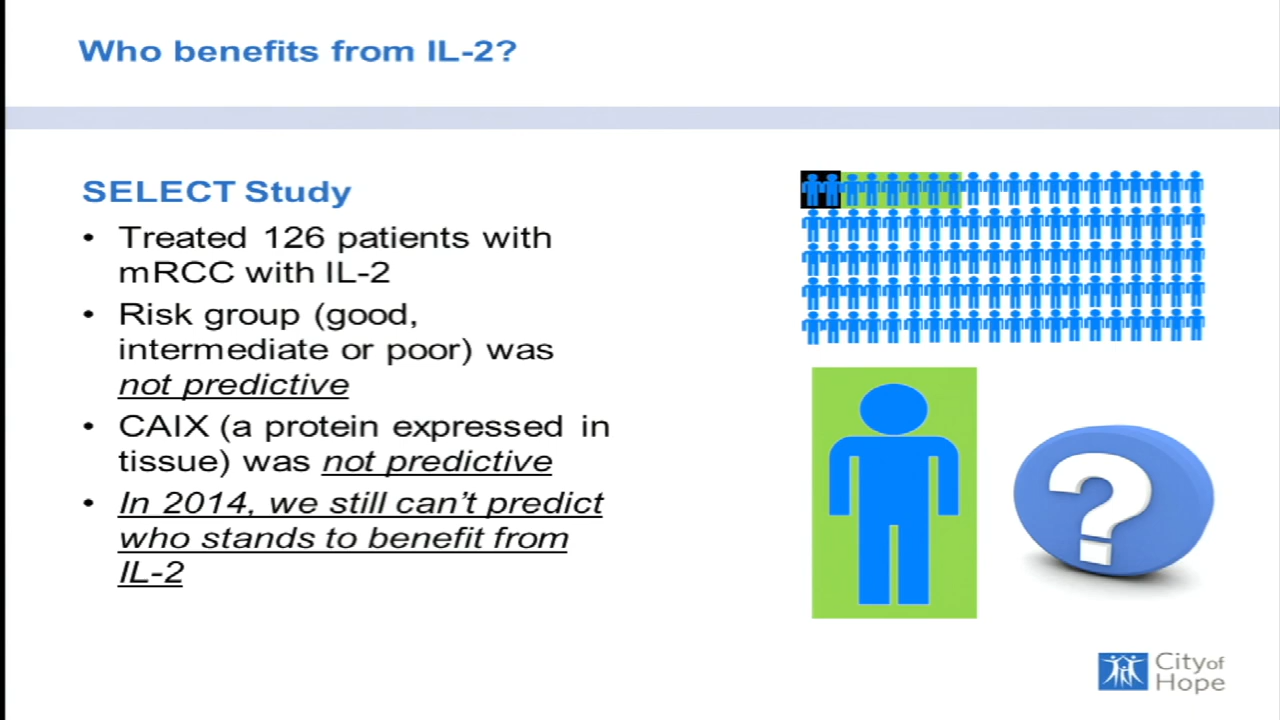 Who benefits from IL-2?
SELECT Study
• Treated 126 patients with
mRCC with IL-2
• Risk group (good,
intermediate or poor) was
not predictive
• CAIX (a protein expressed in
tissue) was not predictive
• In 2014, we still can’t predict
who stands to benefit from
IL-2
?
City of
Hope